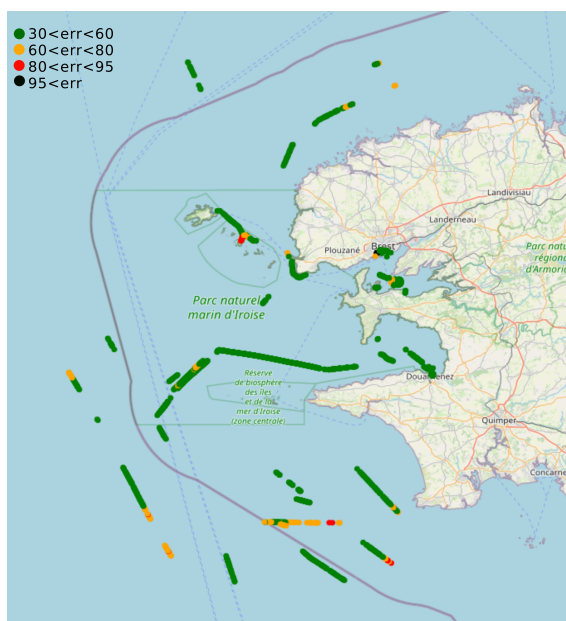 30<err<60
60<err<80
80<err<95
95<err
Landivisiau
Landerneau
Plouzané
Brest
Parc natu
région
d'Armoric
Parc naturel
marin d'Iroise
Réserve
de biosphère
des îles
et de la
mer d'Iroise
(zone centrale)
Douarnenez
Quimper
Concarne